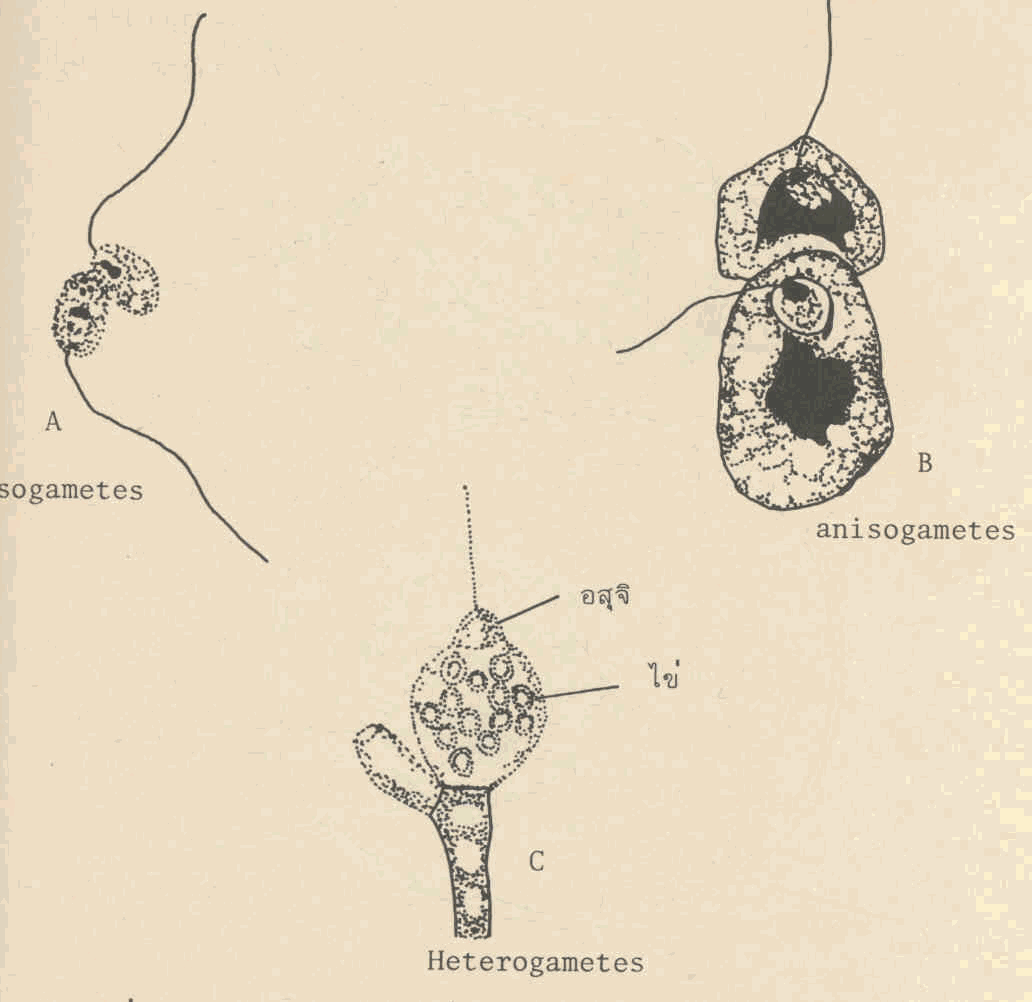 A
sogametes
B
anisogametes
อสุจิ
ไข่
C
Heterogametes